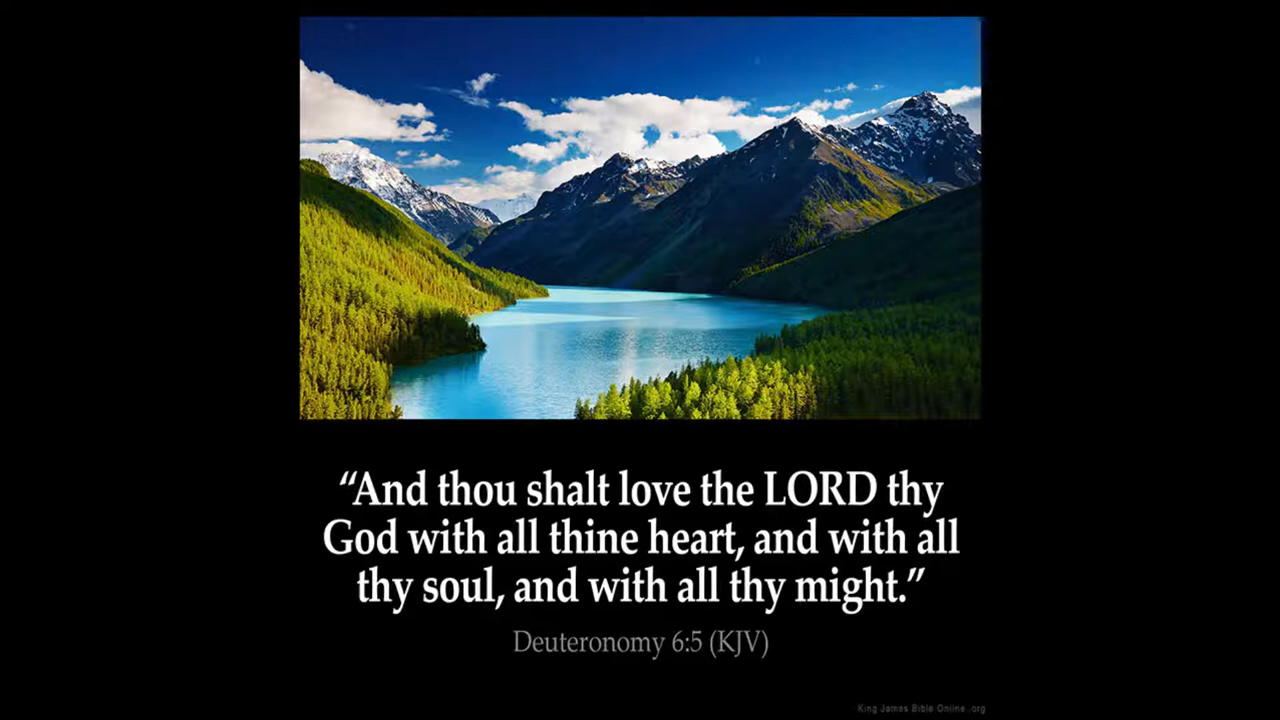 “And thou shalt love the LORD thy
God with all thine heart, and with all
thy soul, and with all thy might.”
Deuteronomy 6:5 (KJV)
King James Bible Online .org